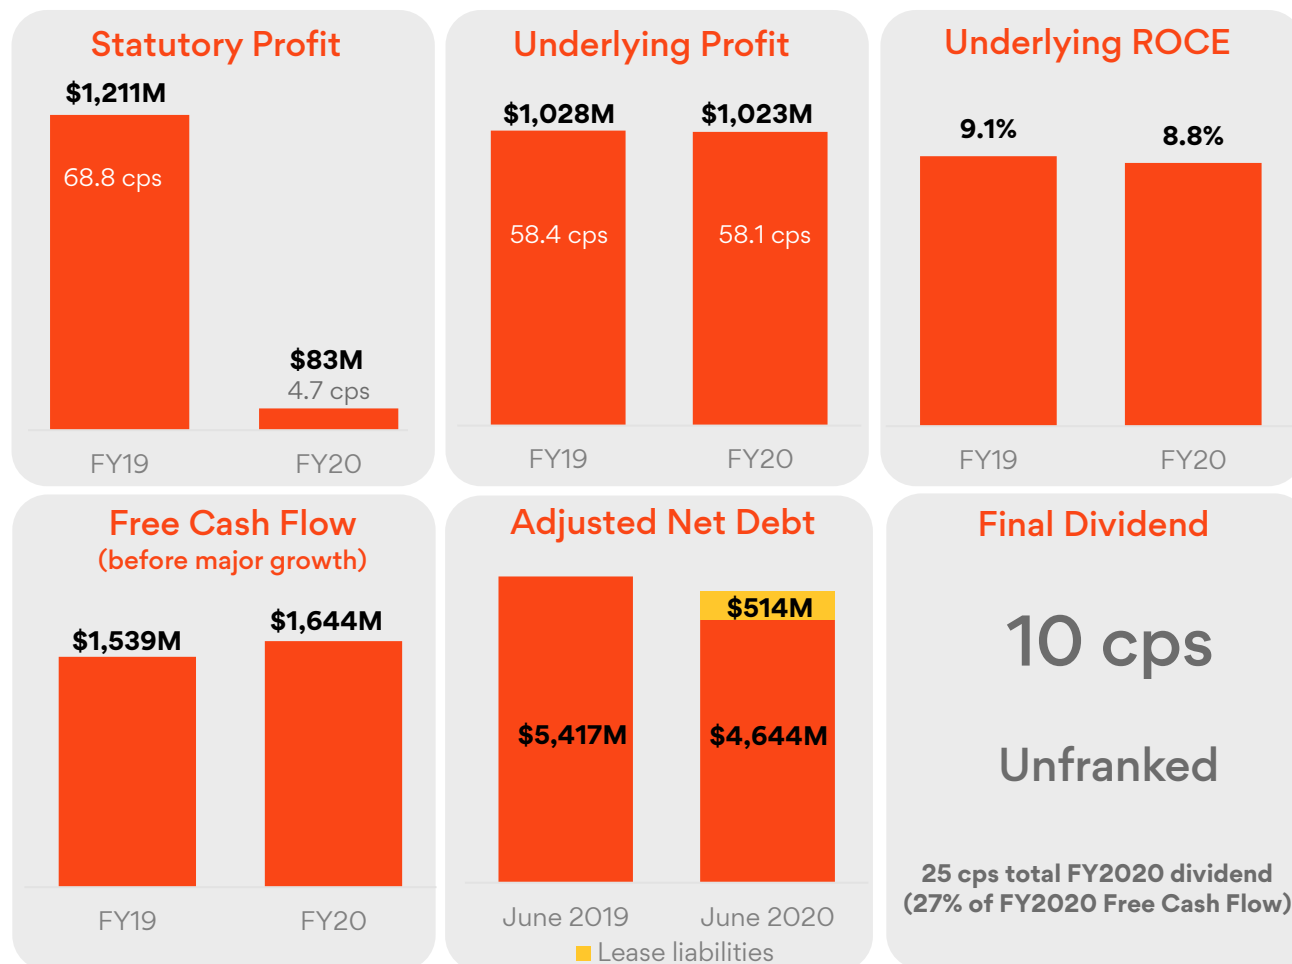 Statutory Profit
$1,211M
68.8 cps
$83M
4.7 cps
FY19
FY20
Underlying Profit
$1,028M
$1,023M
58.4 cps
58.1 cps
FY19
FY20
Underlying ROCE
9.1%
8.8%
FY19
FY20
Free Cash Flow
(before major growth)
$1,539M
$1,644M
FY19
FY20
Adjusted Net Debt
$514M
$5,417M
$4,644M
June 2019
June 2020
Lease liabilities
Final Dividend
10 cps
Unfranked
25 cps total FY2020 dividend
(27% of FY2020 Free Cash Flow)